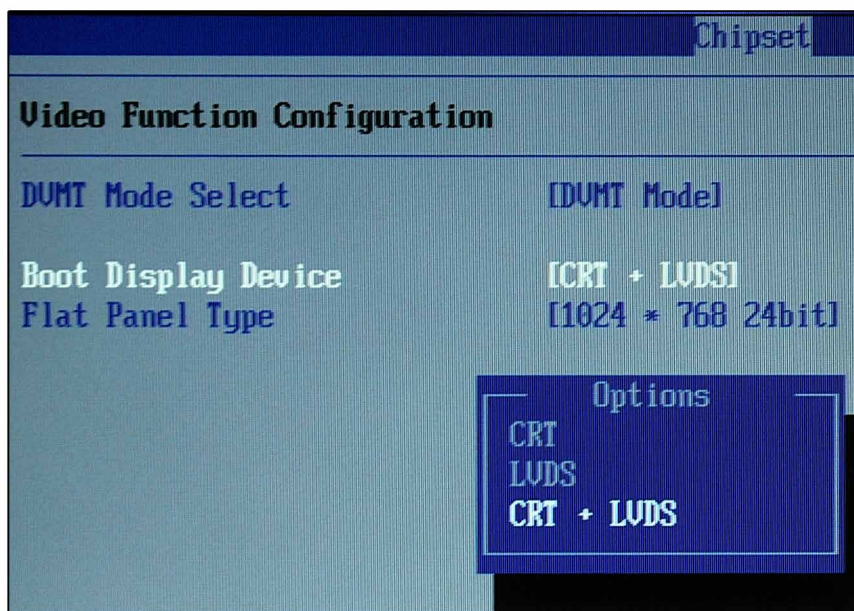 Chipset
Video Function Configuration
DVMT Mode Select [DVMT Mode]
Boot Display Device [CRT + LVDS]
Flat Panel Type [1024 * 768 24bit]
Options
CRT
LVDS
CRT + LVDS